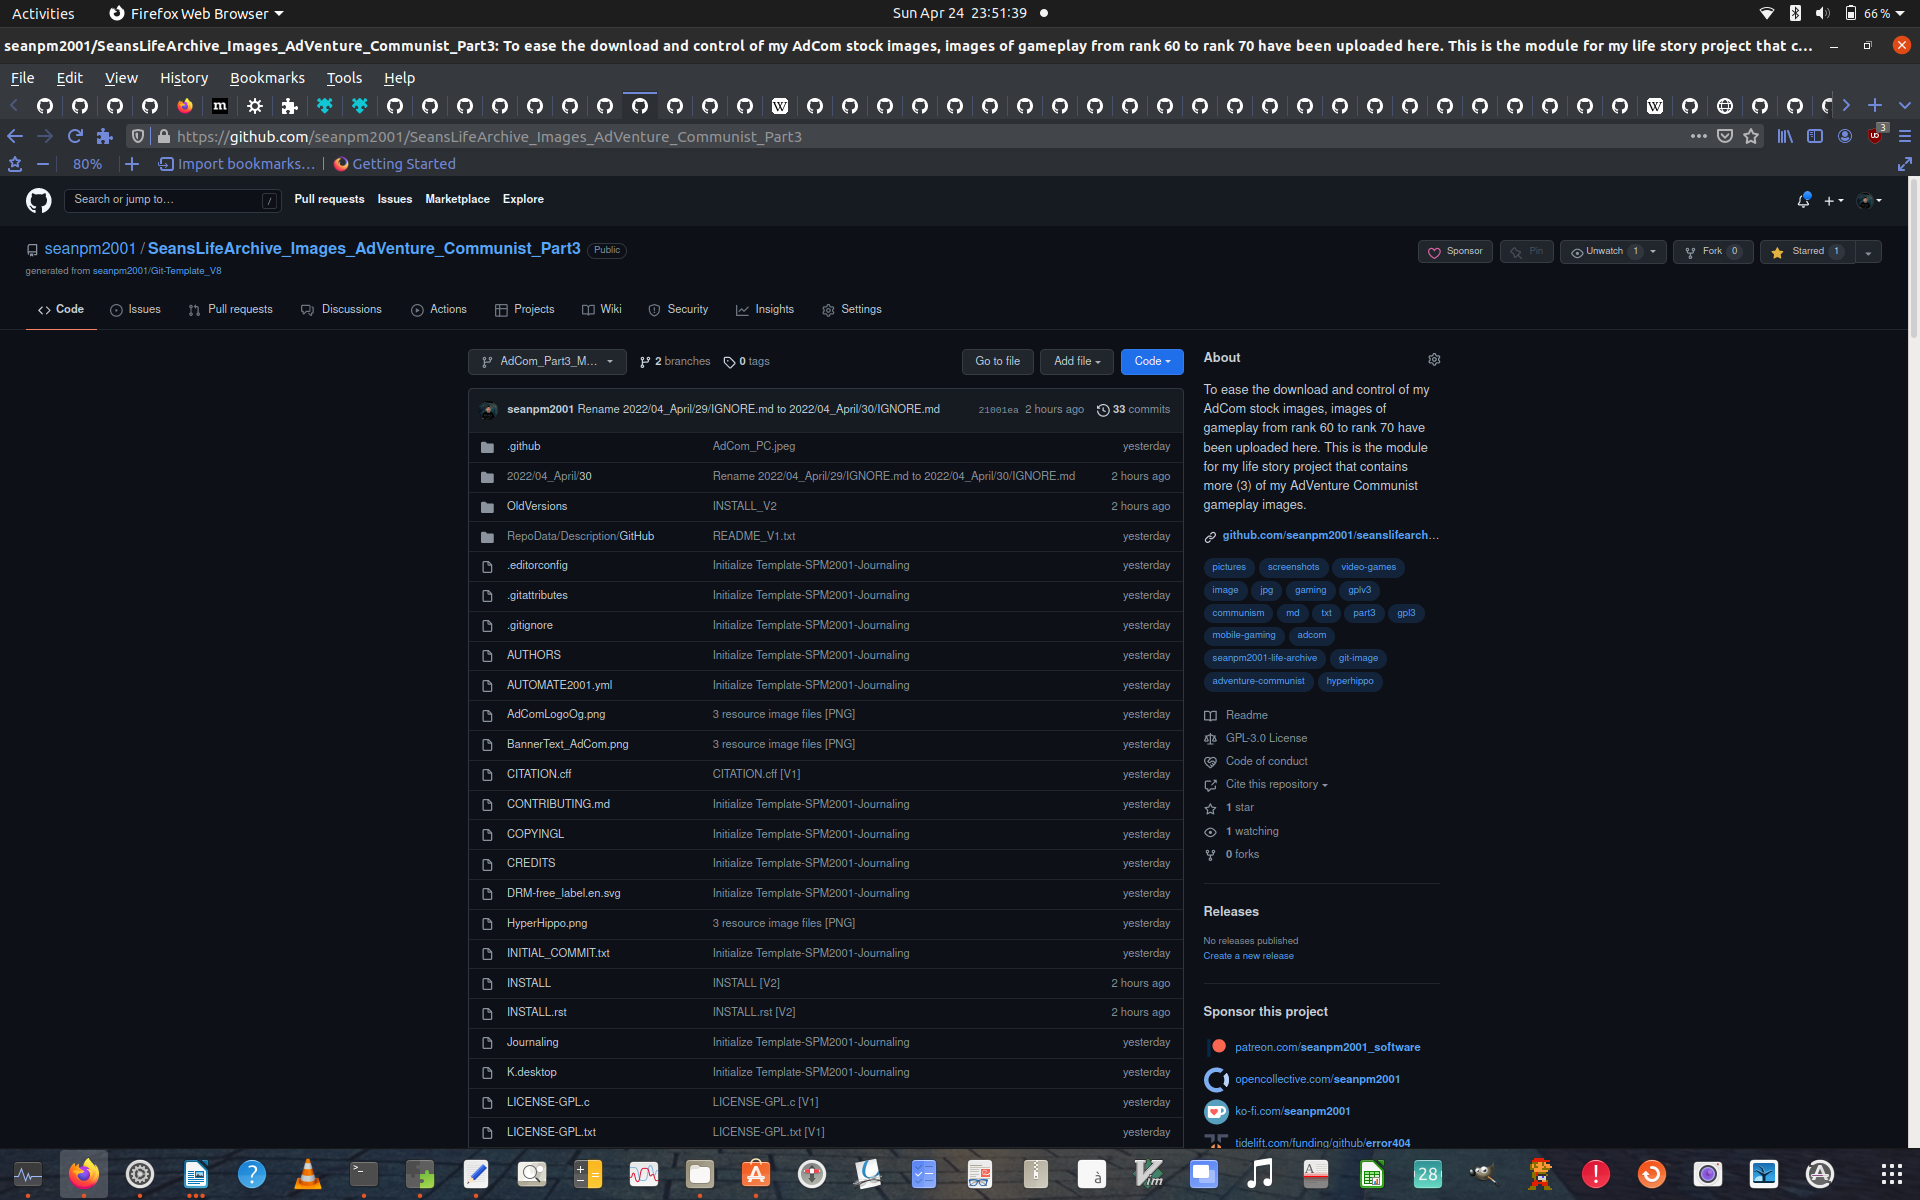 Activities
Firefox Web Browser
Sun Apr 24 23:51:39
66 %
seanpm2001/SeansLifeArchive_Images_AdVenture_Communist_Part3: To ease the download and control of my AdCom stock images, images of gameplay from rank 60 to rank 70 have been uploaded here. This is the module for my life story project that c...
File Edit View History Bookmarks Tools Help
https://github.com/seanpm2001/SeansLifeArchive_Images_AdVenture_Communist_Part3
3
80%
Import bookmarks...
Getting Started
Search or jump to...
/
Pull requests Issues Marketplace Explore
seanpm2001 / SeansLifeArchive_Images_AdVenture_Communist_Part3 Public
generated from seanpm2001/Git-Template_V8
Sponsor
Pin
Unwatch 1
Fork 0
Starred 1
Code Issues Pull requests Discussions Actions Projects Wiki Security Insights Settings
AdCom_Part3_M...
2 branches
0 tags
Go to file
Add file
Code
seanpm2001 Rename 2022/04_April/29/IGNORE.md to 2022/04_April/30/IGNORE.md 21001ea 2 hours ago 33 commits
.github AdCom_PC.jpeg yesterday
2022/04_April/30 Rename 2022/04_April/29/IGNORE.md to 2022/04_April/30/IGNORE.md 2 hours ago
OldVersions INSTALL_V2 2 hours ago
RepoData/Description/GitHub README_V1.txt yesterday
.editorconfig Initialize Template-SPM2001-Journaling yesterday
.gitattributes Initialize Template-SPM2001-Journaling yesterday
.gitignore Initialize Template-SPM2001-Journaling yesterday
AUTHORS Initialize Template-SPM2001-Journaling yesterday
AUTOMATE2001.yml Initialize Template-SPM2001-Journaling yesterday
AdComLogoOg.png 3 resource image files [PNG] yesterday
BannerText_AdCom.png 3 resource image files [PNG] yesterday
CITATION.cff CITATION.cff [V1] yesterday
CONTRIBUTING.md Initialize Template-SPM2001-Journaling yesterday
COPYINGL Initialize Template-SPM2001-Journaling yesterday
CREDITS Initialize Template-SPM2001-Journaling yesterday
DRM-free_label.en.svg Initialize Template-SPM2001-Journaling yesterday
HyperHippo.png 3 resource image files [PNG] yesterday
INITIAL_COMMIT.txt Initialize Template-SPM2001-Journaling yesterday
INSTALL INSTALL [V2] 2 hours ago
INSTALL.rst INSTALL.rst [V2] 2 hours ago
Journaling Initialize Template-SPM2001-Journaling yesterday
K.desktop Initialize Template-SPM2001-Journaling yesterday
LICENSE-GPL.c LICENSE-GPL.c [V1] yesterday
LICENSE-GPL.txt LICENSE-GPL.txt [V1] yesterday
About
To ease the download and control of my
AdCom stock images, images of
gameplay from rank 60 to rank 70 have
been uploaded here. This is the module
for my life story project that contains
more (3) of my AdVenture Communist
gameplay images.
github.com/seanpm2001/seanslifearch...
pictures screenshots video-games
image jpg gaming gplv3
communism md txt part3 gpl3
mobile-gaming adcom
seanpm2001-life-archive git-image
adventure-communist hyperhippo
Readme
GPL-3.0 License
Code of conduct
Cite this repository
1 star
1 watching
0 forks
Releases
No releases published
Create a new release
Sponsor this project
patreon.com/seanpm2001_software
opencollective.com/seanpm2001
ko-fi.com/seanpm2001
tidelift.com/funding/github/error404
28